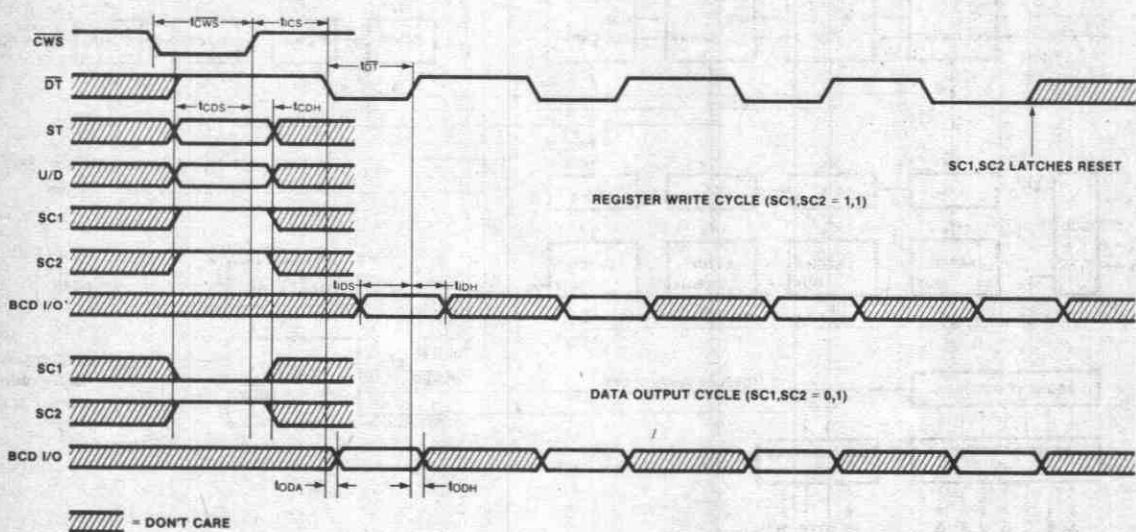 tCWS tICS
CWS
tDT
DT
tCDS tCDH
ST
SC1,SC2 LATCHES RESET
U/D
REGISTER WRITE CYCLE (SC1,SC2 = 1,1)
SC1
SC2
tIDS tIDH
BCD I/O
SC1
DATA OUTPUT CYCLE (SC1,SC2 = 0,1)
SC2
BCD I/O
tODA tODH
= DON'T CARE